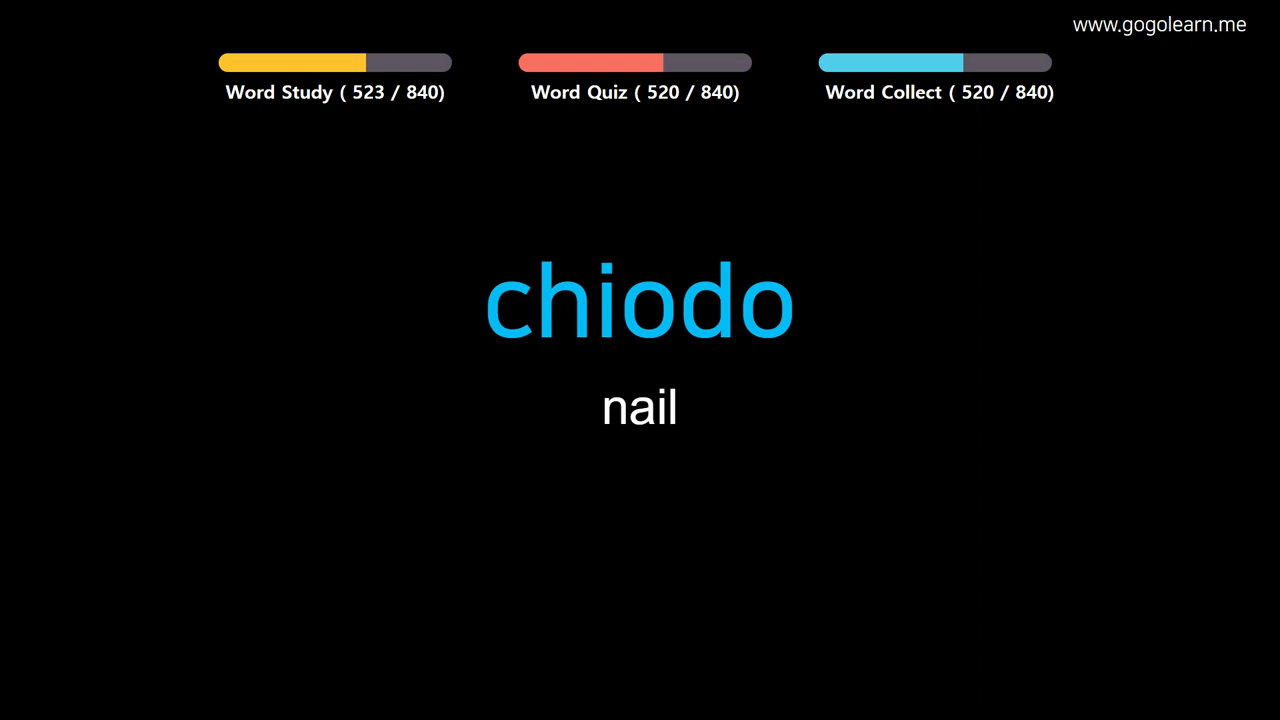 www.gogolearn.me
Word Study ( 523 / 840)
Word Quiz ( 520 / 840)
Word Collect ( 520 / 840)
chiodo
nail